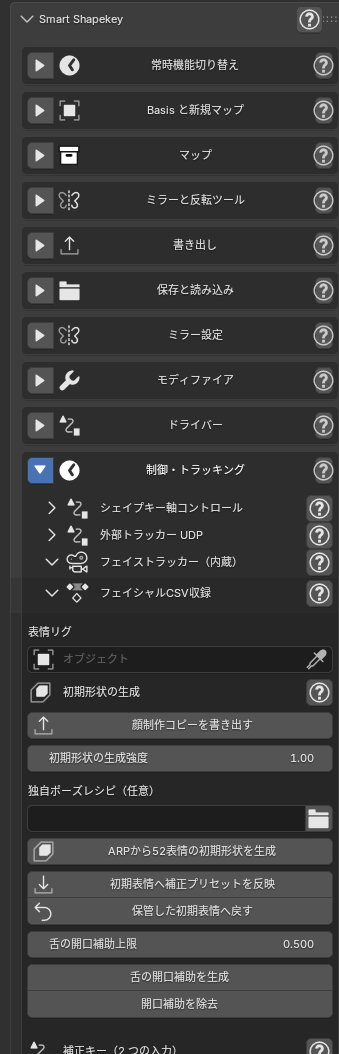 Smart Shapekey
常時機能切り替え
Basis と新規マップ
マップ
ミラーと反転ツール
書き出し
保存と読み込み
ミラー設定
モディファイア
ドライバー
制御・トラッキング
シェイプキー軸コントロール
外部トラッカー UDP
フェイストラッカー（内蔵）
フェイシャルCSV収録
表情リグ
オブジェクト
初期形状の生成
顔制作コピーを書き出す
初期形状の生成強度 1.00
独自ポーズレシピ（任意）
ARPから52表情の初期形状を生成
初期表情へ補正プリセットを反映
保管した初期表情へ戻す
舌の開口補助上限 0.500
舌の開口補助を生成
開口補助を除去
補正キー（2 つの入力）